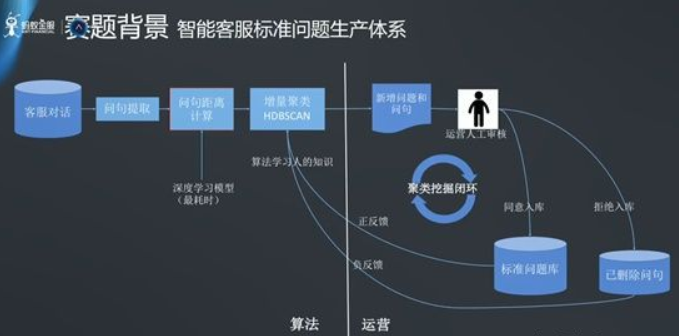 蚂蚁金服
ANT FINANCIAL
赛题背景 智能客服标准问题生产体系
客服对话
问句提取
问句距离
计算
增量聚类
HDBSCAN
新增问题和
问句
运营人工审核
深度学习模型
(最耗时)
算法学习人的知识
聚类挖掘闭环
同意入库
拒绝入库
正反馈
负反馈
标准问题库
已删除问句
算法
运营